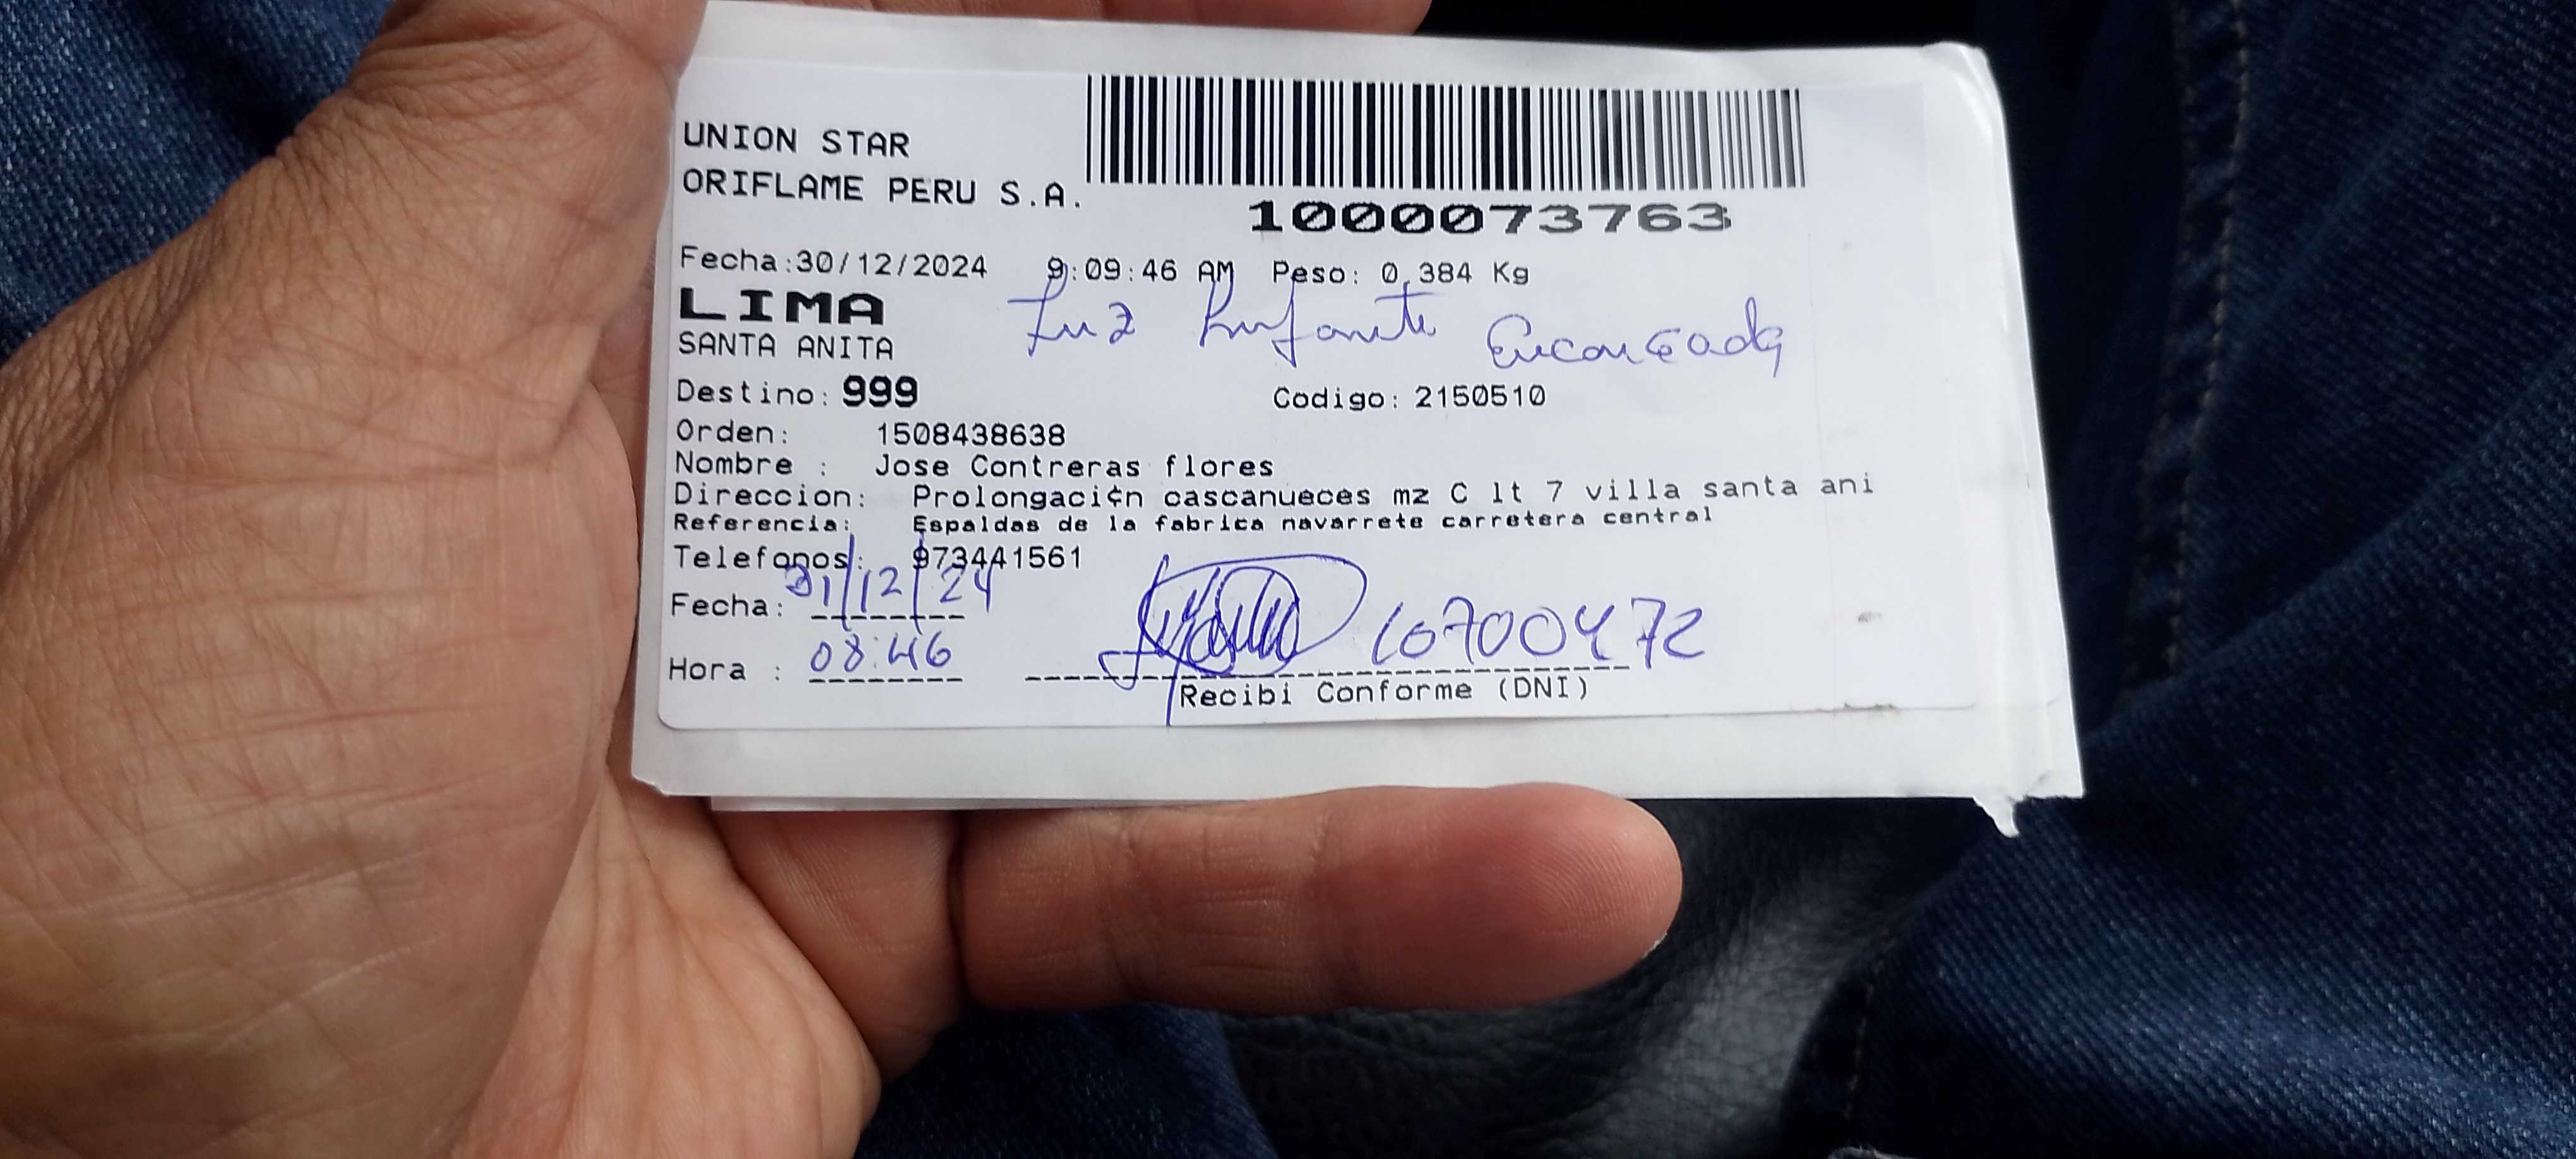 UNION STAR
ORIFLAME PERU S.A.
1000073763
Fecha:30/12/2024 9:09:46 AM Peso: 0,384 Kg
LIMA
Luz Infante Encargada
SANTA ANITA
Destino: 999 Codigo: 2150510
Orden: 1508438638
Nombre : Jose Contreras flores
Direccion: Prolongaci¢n cascanueces mz C lt 7 villa santa ani
Referencia: Espaldas de la fabrica navarrete carretera central
Telefonos: 973441561
Fecha: 31/12/24
Hora : 08:46 10700472
Recibi Conforme (DNI)